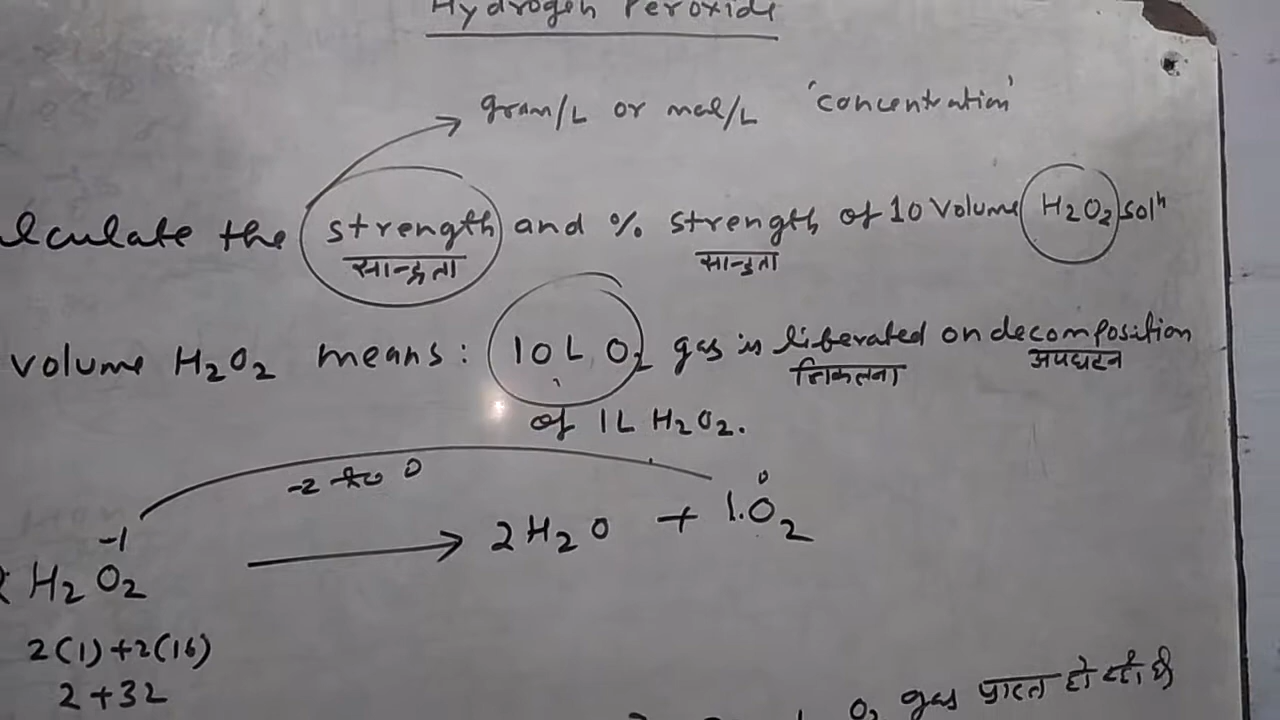 Hydrogen Peroxide
gram/L or mol/L 'concentration'
alculate the strength and % strength of 10 Volume H2O2 solⁿ
सान्द्रता सान्द्रता
volume H2O2 means: 10 L O2 gas is liberated on decomposition
निकलना अपघटन
of 1L H2O2.
-2 to 0
-1 0
H2O2 → 2H2O + 1.O2
2(1)+2(16)
2+32
O2 gas प्राप्त हो रही है